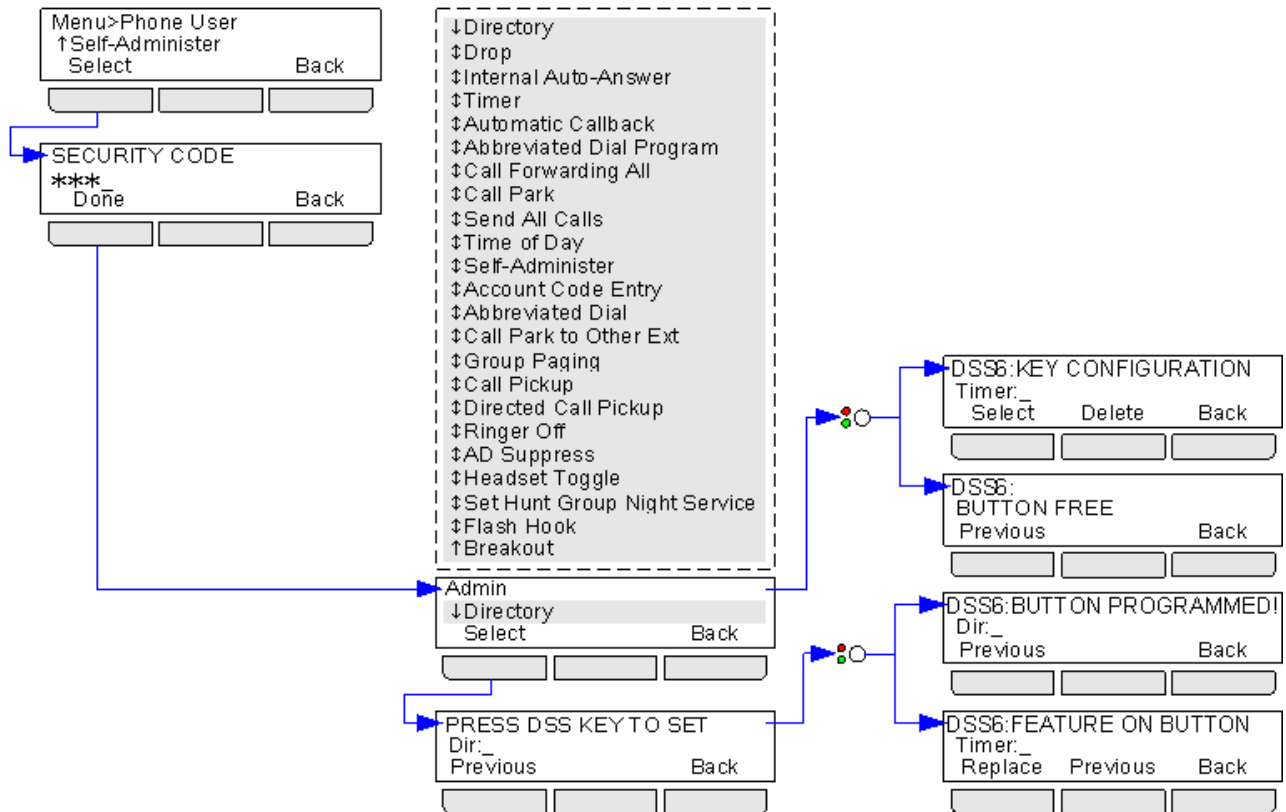 Menu>Phone User
↑Self-Administer
Select Back
SECURITY CODE
***_
Done Back
↓Directory
↕Drop
↕Internal Auto-Answer
↕Timer
↕Automatic Callback
↕Abbreviated Dial Program
↕Call Forwarding All
↕Call Park
↕Send All Calls
↕Time of Day
↕Self-Administer
↕Account Code Entry
↕Abbreviated Dial
↕Call Park to Other Ext
↕Group Paging
↕Call Pickup
↕Directed Call Pickup
↕Ringer Off
↕AD Suppress
↕Headset Toggle
↕Set Hunt Group Night Service
↕Flash Hook
↑Breakout
Admin
↓Directory
Select Back
PRESS DSS KEY TO SET
Dir:_
Previous Back
DSS6:KEY CONFIGURATION
Timer:_
Select Delete Back
DSS6:
BUTTON FREE
Previous Back
DSS6:BUTTON PROGRAMMED!
Dir:_
Previous Back
DSS6:FEATURE ON BUTTON
Timer:_
Replace Previous Back